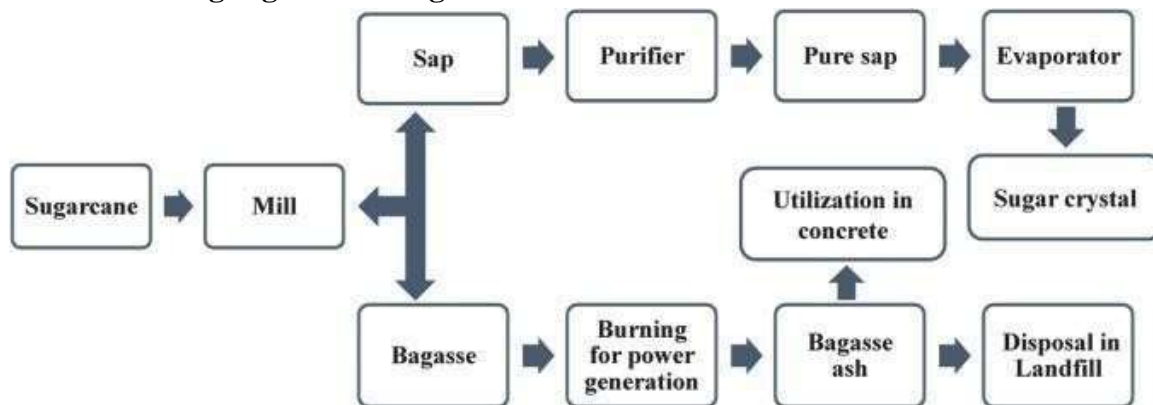 Sap
Purifier
Pure sap
Evaporator
Sugarcane
Mill
Utilization in
concrete
Sugar crystal
Bagasse
Burning
for power
generation
Bagasse
ash
Disposal in
Landfill